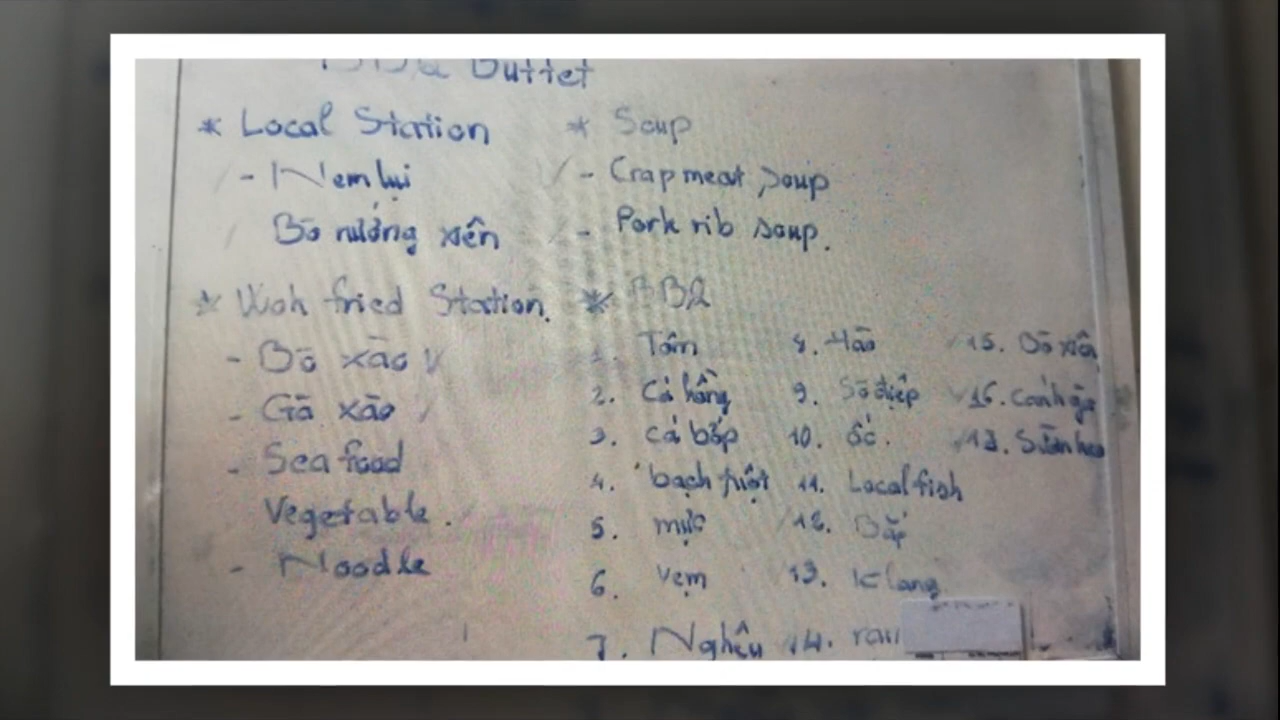 BBQ Buffet
* Local Station
- Nem lụi
Bò nướng xiên
* Woh fried Station.
- Bò xào
- Gà xào
- Sea food
Vegetable.
- Noodle
* Soup
- Crap meat soup
- Pork rib soup.
* BBQ
1. Tôm
2. Cá hồng
3. Cá bớp
4. bạch tuột
5. mực
6. Vẹm
7. Nghêu
8. Hào
9. Sò điệp
10. ốc.
11. Local fish
12. Bắp
13. K lang
14.
15. Bò xiên
16. Cánh gà
17. Sườn heo